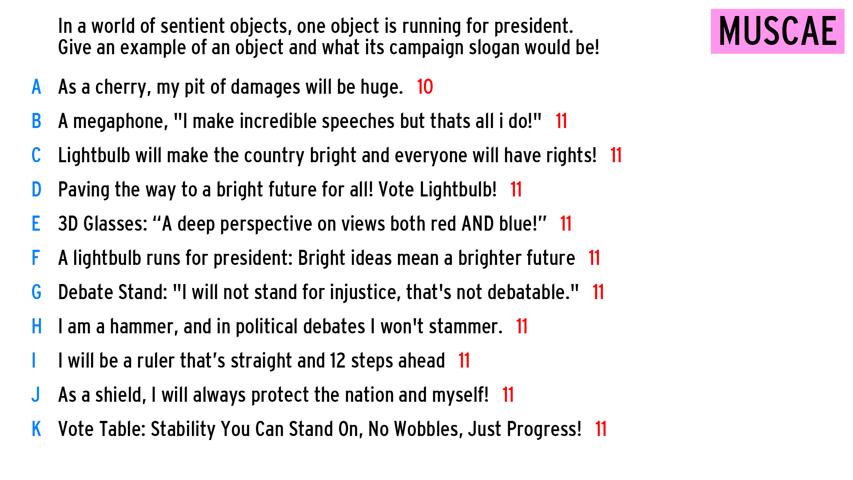 In a world of sentient objects, one object is running for president.
Give an example of an object and what its campaign slogan would be!
MUSCAE
A As a cherry, my pit of damages will be huge. 10
B A megaphone, "I make incredible speeches but thats all i do!" 11
C Lightbulb will make the country bright and everyone will have rights! 11
D Paving the way to a bright future for all! Vote Lightbulb! 11
E 3D Glasses: “A deep perspective on views both red AND blue!” 11
F A lightbulb runs for president: Bright ideas mean a brighter future 11
G Debate Stand: "I will not stand for injustice, that's not debatable." 11
H I am a hammer, and in political debates I won't stammer. 11
I I will be a ruler that’s straight and 12 steps ahead 11
J As a shield, I will always protect the nation and myself! 11
K Vote Table: Stability You Can Stand On, No Wobbles, Just Progress! 11